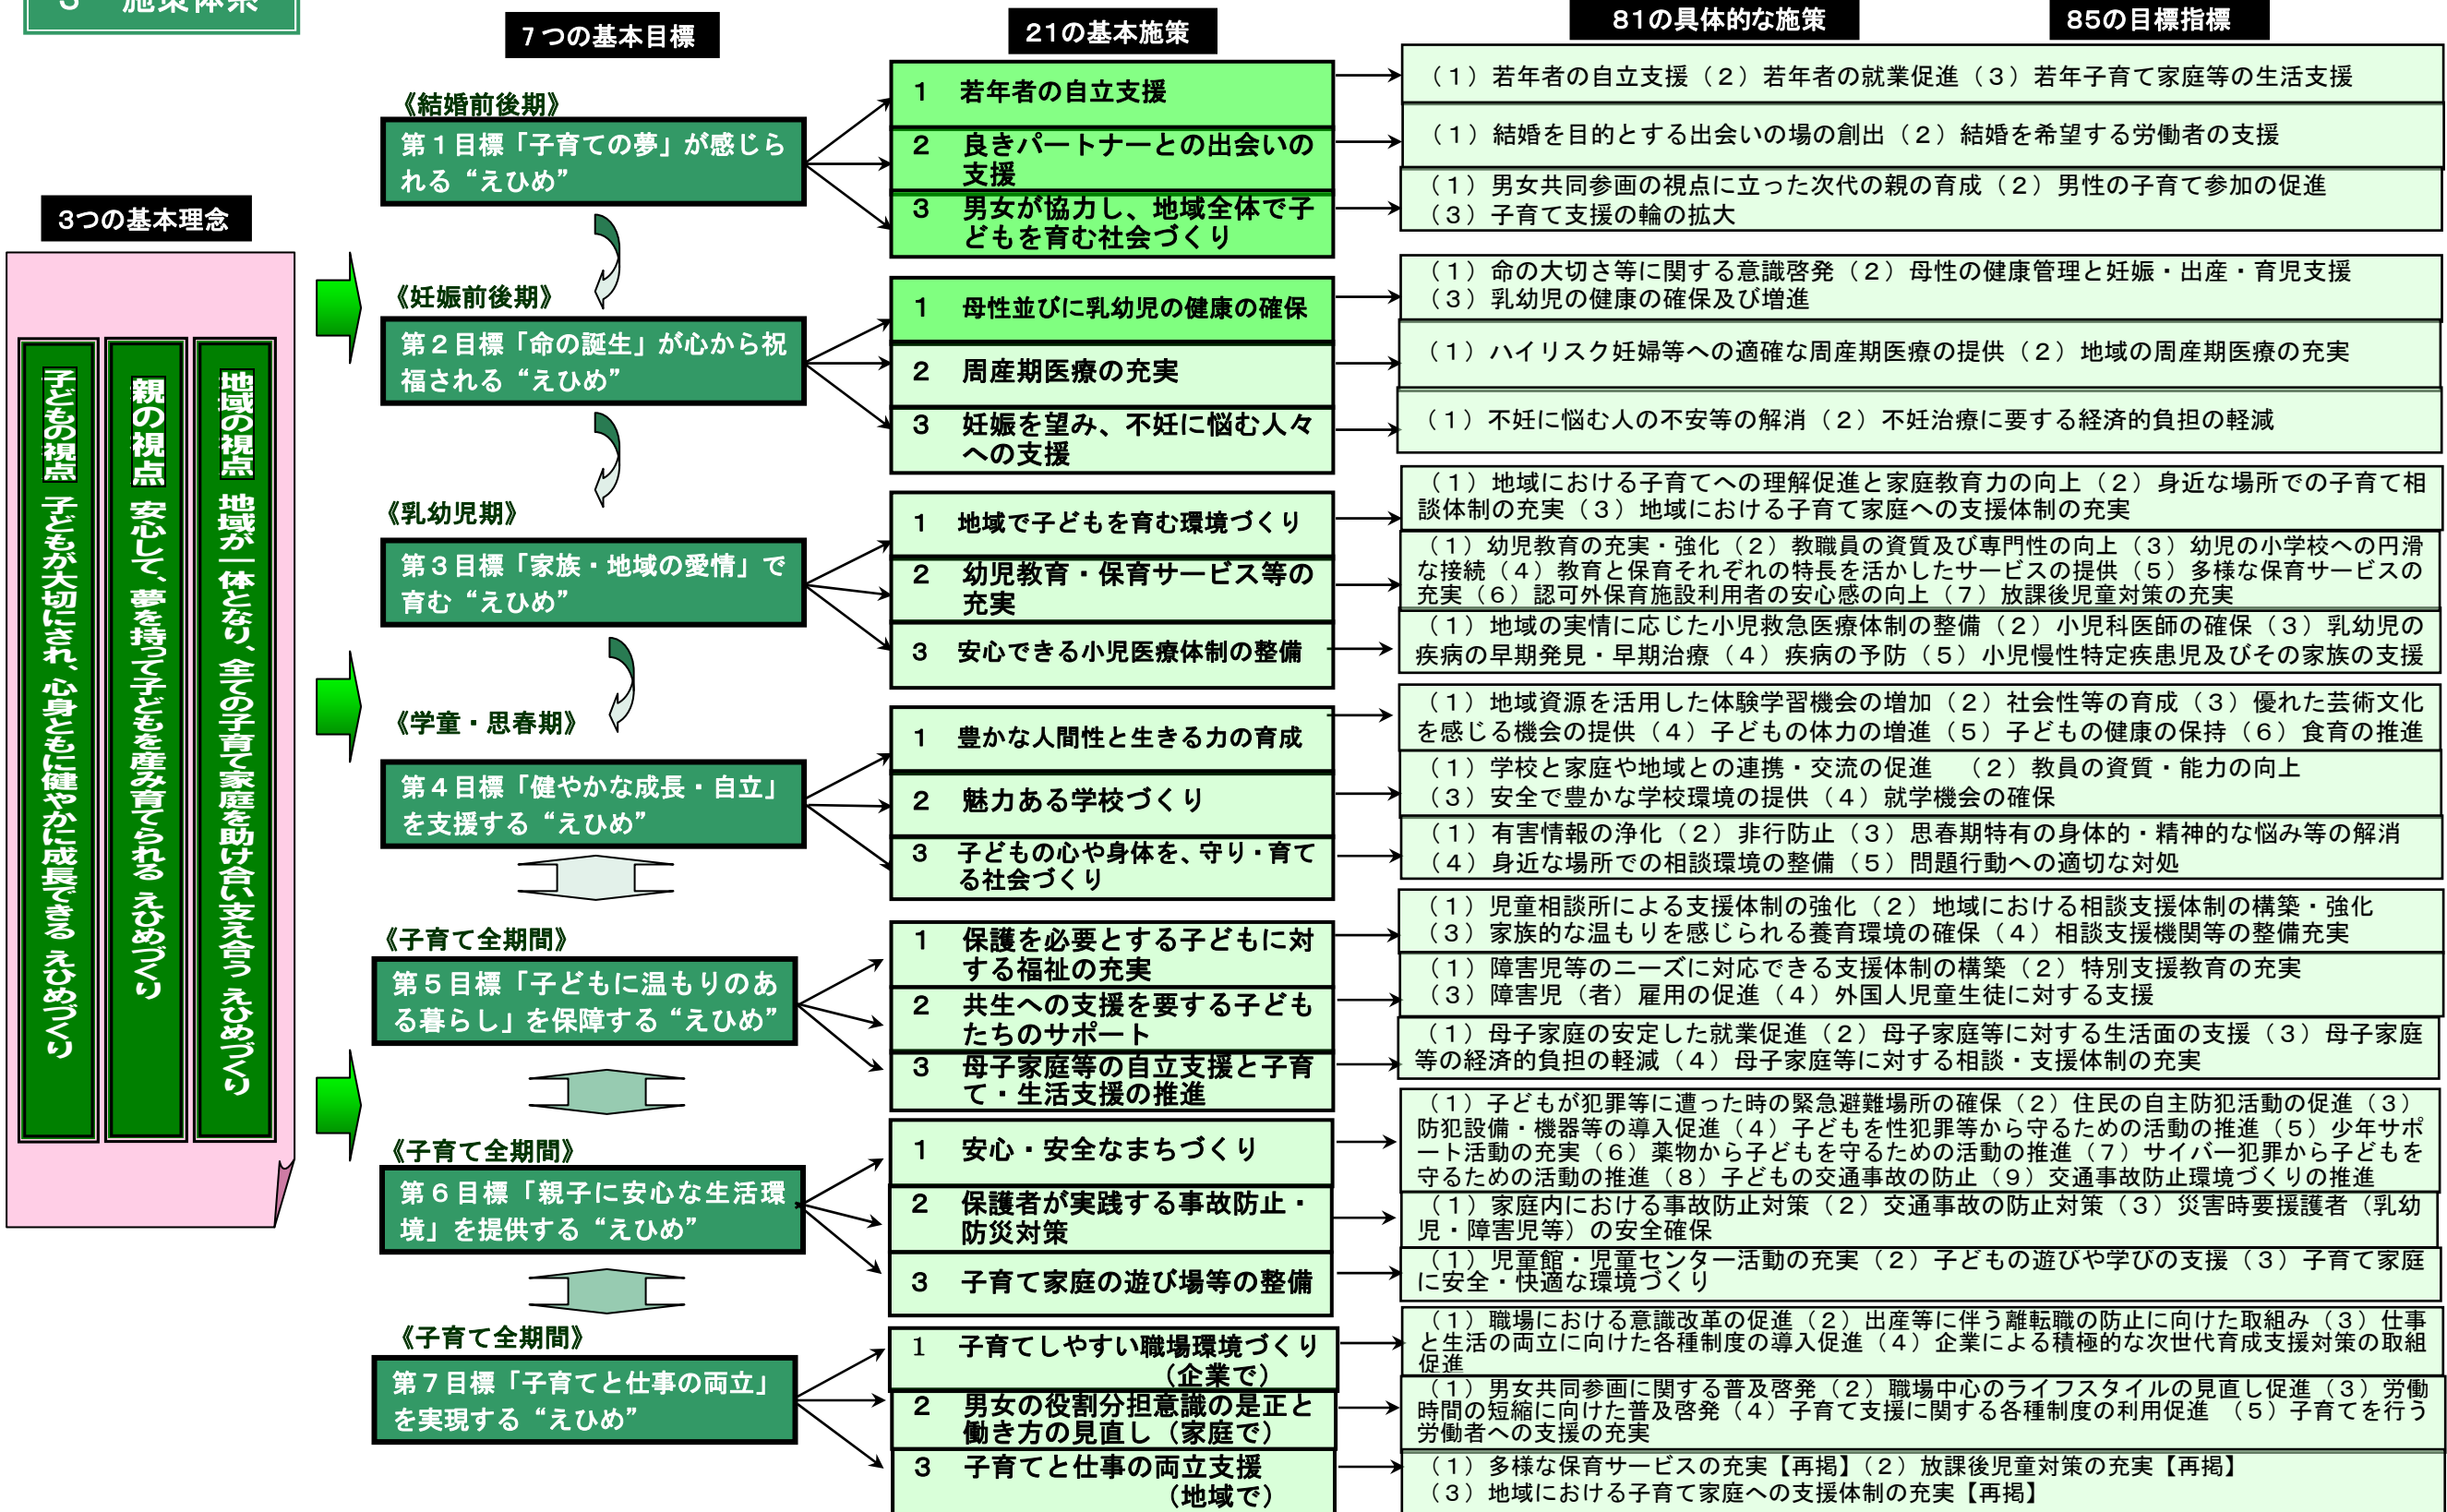 3　施策体系
7つの基本目標
21の基本施策
81の具体的な施策
85の目標指標
3つの基本理念
子どもの視点　子どもが大切にされ、心身ともに健やかに成長できる えひめづくり
親の視点　安心して、夢を持って子どもを産み育てられる えひめづくり
地域の視点　地域が一体となり、全ての子育て家庭を助け合い支え合う えひめづくり
《結婚前後期》
第1目標「子育ての夢」が感じら
れる“えひめ”
1　若年者の自立支援
（1）若年者の自立支援（2）若年者の就業促進（3）若年子育て家庭等の生活支援
2　良きパートナーとの出会いの
支援
（1）結婚を目的とする出会いの場の創出（2）結婚を希望する労働者の支援
3　男女が協力し、地域全体で子
どもを育む社会づくり
（1）男女共同参画の視点に立った次代の親の育成（2）男性の子育て参加の促進
（3）子育て支援の輪の拡大
《妊娠前後期》
第2目標「命の誕生」が心から祝
福される“えひめ”
1　母性並びに乳幼児の健康の確保
（1）命の大切さ等に関する意識啓発（2）母性の健康管理と妊娠・出産・育児支援
（3）乳幼児の健康の確保及び増進
2　周産期医療の充実
（1）ハイリスク妊婦等への適確な周産期医療の提供（2）地域の周産期医療の充実
3　妊娠を望み、不妊に悩む人々
への支援
（1）不妊に悩む人の不安等の解消（2）不妊治療に要する経済的負担の軽減
《乳幼児期》
第3目標「家族・地域の愛情」で
育む“えひめ”
1　地域で子どもを育む環境づくり
（1）地域における子育てへの理解促進と家庭教育力の向上（2）身近な場所での子育て相
談体制の充実（3）地域における子育て家庭への支援体制の充実
2　幼児教育・保育サービス等の
充実
（1）幼児教育の充実・強化（2）教職員の資質及び専門性の向上（3）幼児の小学校への円滑
な接続（4）教育と保育それぞれの特長を活かしたサービスの提供（5）多様な保育サービスの
充実（6）認可外保育施設利用者の安心感の向上（7）放課後児童対策の充実
3　安心できる小児医療体制の整備
（1）地域の実情に応じた小児救急医療体制の整備（2）小児科医師の確保（3）乳幼児の
疾病の早期発見・早期治療（4）疾病の予防（5）小児慢性特定疾患児及びその家族の支援
《学童・思春期》
第4目標「健やかな成長・自立」
を支援する“えひめ”
1　豊かな人間性と生きる力の育成
（1）地域資源を活用した体験学習機会の増加（2）社会性等の育成（3）優れた芸術文化
を感じる機会の提供（4）子どもの体力の増進（5）子どもの健康の保持（6）食育の推進
2　魅力ある学校づくり
（1）学校と家庭や地域との連携・交流の促進　（2）教員の資質・能力の向上
（3）安全で豊かな学校環境の提供（4）就学機会の確保
3　子どもの心や身体を、守り・育て
る社会づくり
（1）有害情報の浄化（2）非行防止（3）思春期特有の身体的・精神的な悩み等の解消
（4）身近な場所での相談環境の整備（5）問題行動への適切な対処
《子育て全期間》
第5目標「子どもに温もりのあ
る暮らし」を保障する“えひめ”
1　保護を必要とする子どもに対
する福祉の充実
（1）児童相談所による支援体制の強化（2）地域における相談支援体制の構築・強化
（3）家族的な温もりを感じられる養育環境の確保（4）相談支援機関等の整備充実
2　共生への支援を要する子ども
たちのサポート
（1）障害児等のニーズに対応できる支援体制の構築（2）特別支援教育の充実
（3）障害児（者）雇用の促進（4）外国人児童生徒に対する支援
3　母子家庭等の自立支援と子育
て・生活支援の推進
（1）母子家庭の安定した就業促進（2）母子家庭等に対する生活面の支援（3）母子家庭
等の経済的負担の軽減（4）母子家庭等に対する相談・支援体制の充実
《子育て全期間》
第6目標「親子に安心な生活環
境」を提供する“えひめ”
1　安心・安全なまちづくり
（1）子どもが犯罪等に遭った時の緊急避難場所の確保（2）住民の自主防犯活動の促進（3）
防犯設備・機器等の導入促進（4）子どもを性犯罪等から守るための活動の推進（5）少年サポ
ート活動の充実（6）薬物から子どもを守るための活動の推進（7）サイバー犯罪から子どもを
守るための活動の推進（8）子どもの交通事故の防止（9）交通事故防止環境づくりの推進
2　保護者が実践する事故防止・
防災対策
（1）家庭内における事故防止対策（2）交通事故の防止対策（3）災害時要援護者（乳幼
児・障害児等）の安全確保
3　子育て家庭の遊び場等の整備
（1）児童館・児童センター活動の充実（2）子どもの遊びや学びの支援（3）子育て家庭
に安全・快適な環境づくり
《子育て全期間》
第7目標「子育てと仕事の両立」
を実現する“えひめ”
1　子育てしやすい職場環境づくり
（企業で）
（1）職場における意識改革の促進（2）出産等に伴う離転職の防止に向けた取組み（3）仕事
と生活の両立に向けた各種制度の導入促進（4）企業による積極的な次世代育成支援対策の取組
促進
2　男女の役割分担意識の是正と
働き方の見直し（家庭で）
（1）男女共同参画に関する普及啓発（2）職場中心のライフスタイルの見直し促進（3）労働
時間の短縮に向けた普及啓発（4）子育て支援に関する各種制度の利用促進　（5）子育てを行う
労働者への支援の充実
3　子育てと仕事の両立支援
（地域で）
（1）多様な保育サービスの充実【再掲】（2）放課後児童対策の充実【再掲】
（3）地域における子育て家庭への支援体制の充実【再掲】